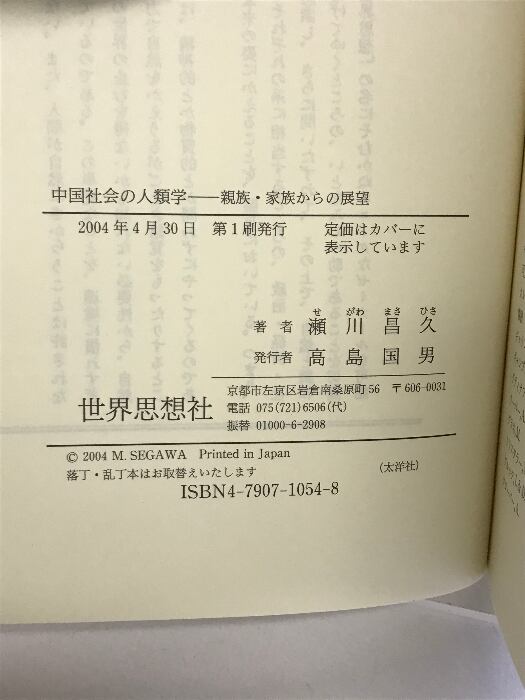 中国社会の人類学――親族・家族からの展望
2004年4月30日 第1刷発行 定価はカバーに
表示しています
せ がわ まさ ひさ
著者 瀬川昌久
発行者 高島国男
世界思想社
京都市左京区岩倉南桑原町56 〒606-0031
電話 075(721)6506(代)
振替 01000-6-2908
© 2004 M. SEGAWA Printed in Japan
落丁・乱丁本はお取替えいたします
(太洋社)
ISBN4-7907-1054-8